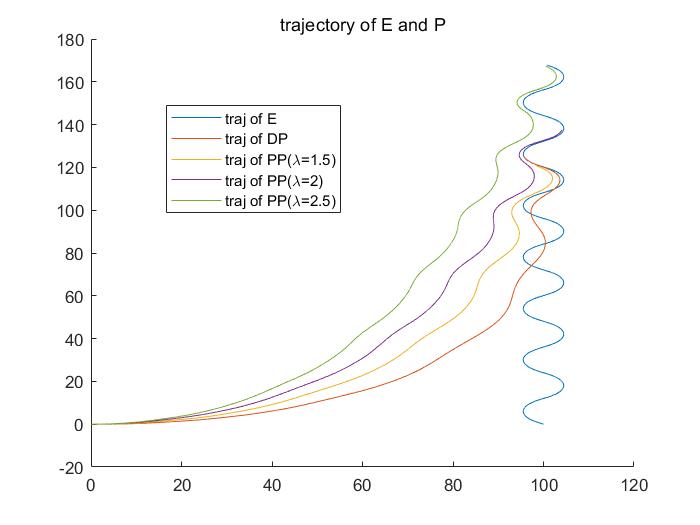 trajectory of E and P
180
160
140
120
100
80
60
40
20
0
-20
traj of E
traj of DP
traj of PP(λ=1.5)
traj of PP(λ=2)
traj of PP(λ=2.5)
0 20 40 60 80 100 120